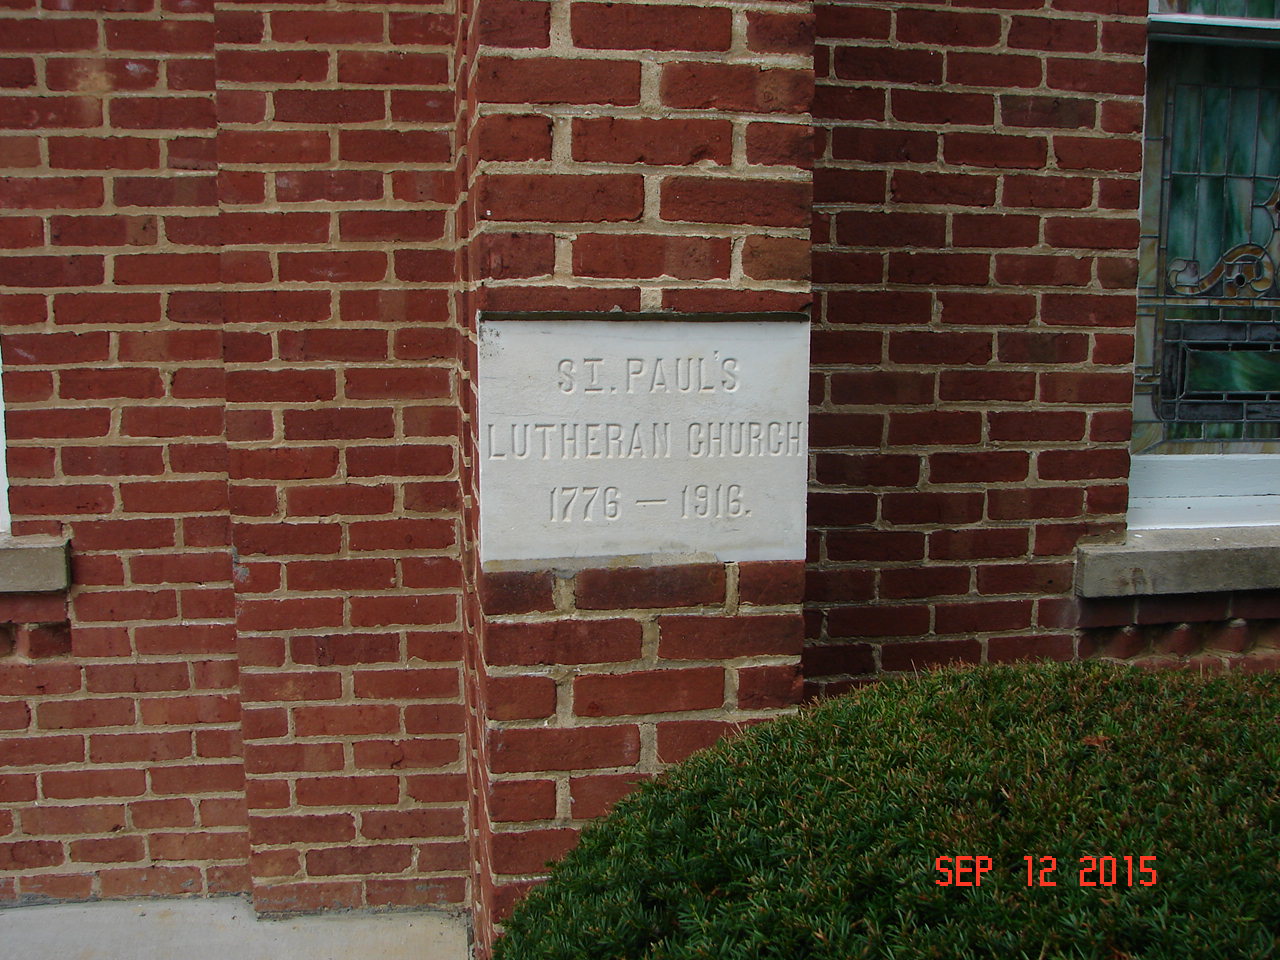 ST. PAUL'S
LUTHERAN CHURCH
1776 — 1916.
SEP 12 2015